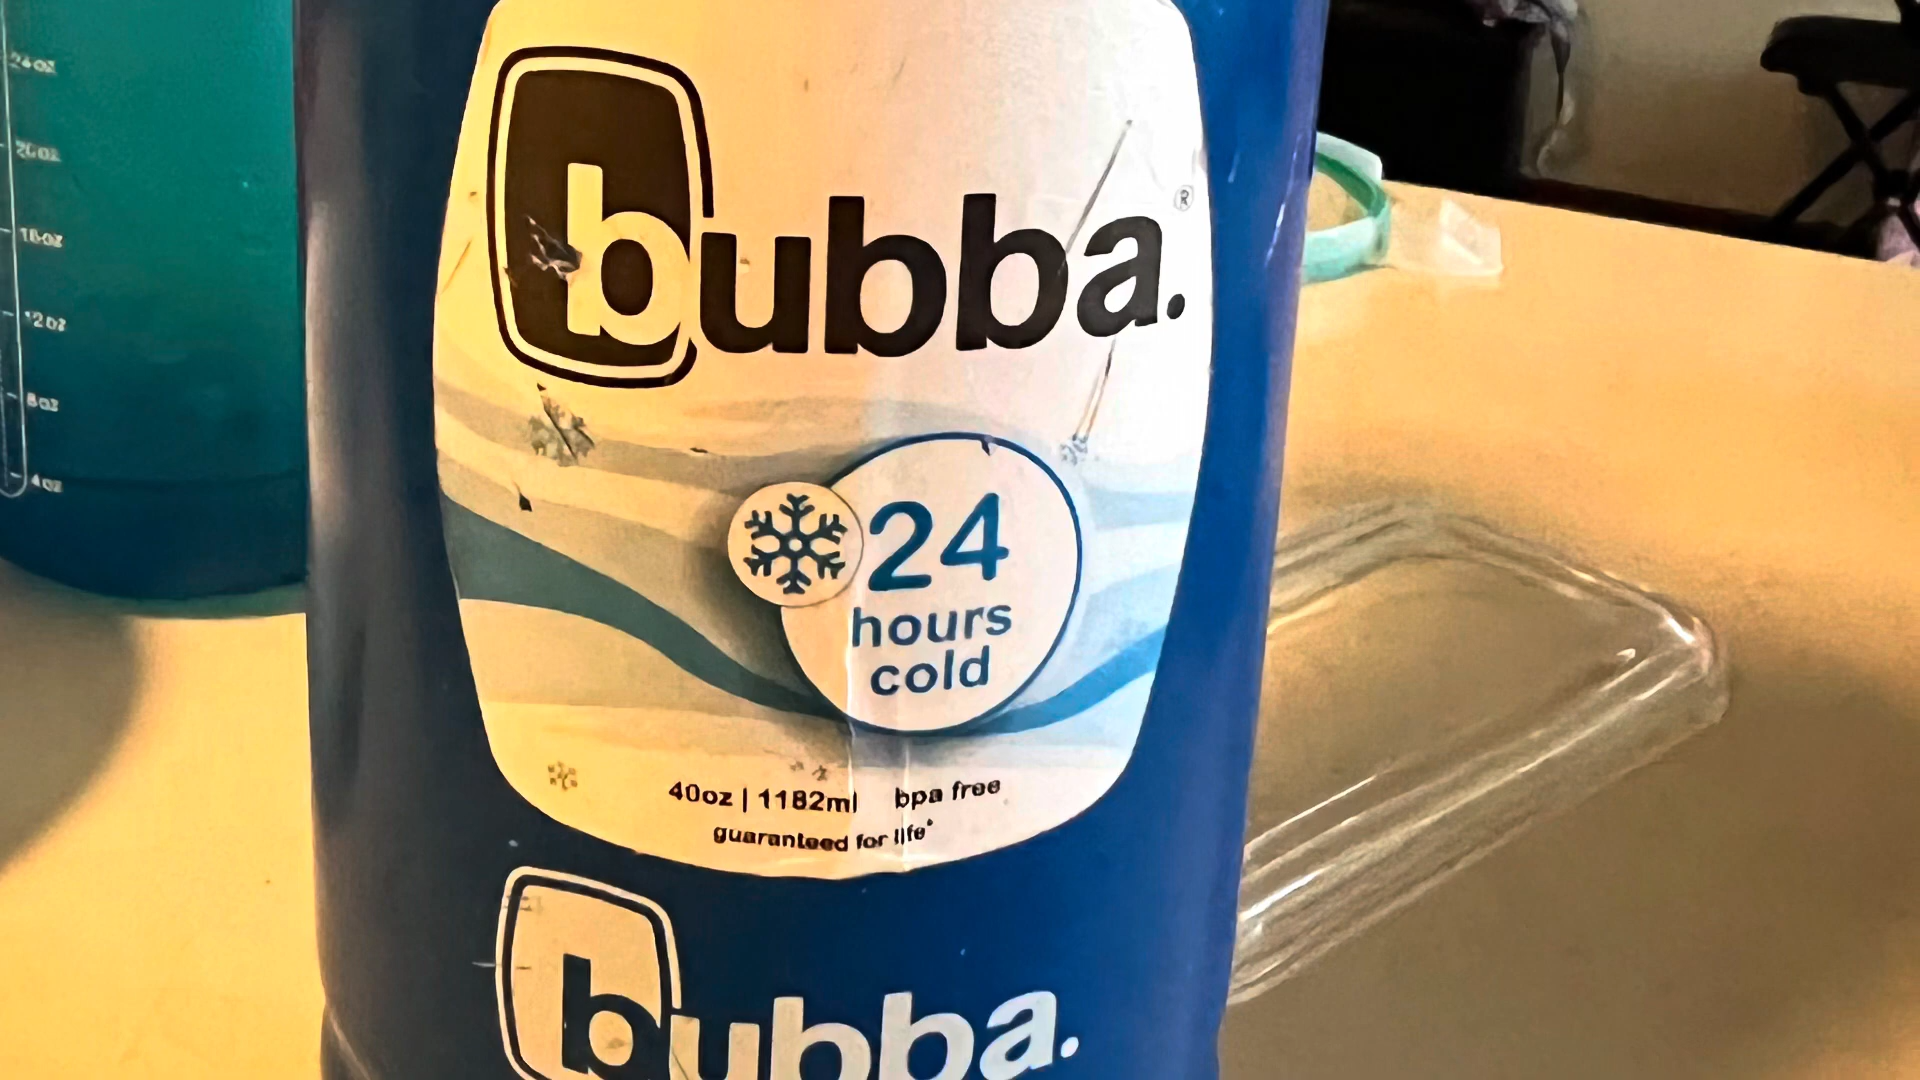 24oz
20oz
16oz
12oz
8oz
4oz
bubba.®
24
hours
cold
40oz | 1182ml bpa free
guaranteed for life*
bubba.